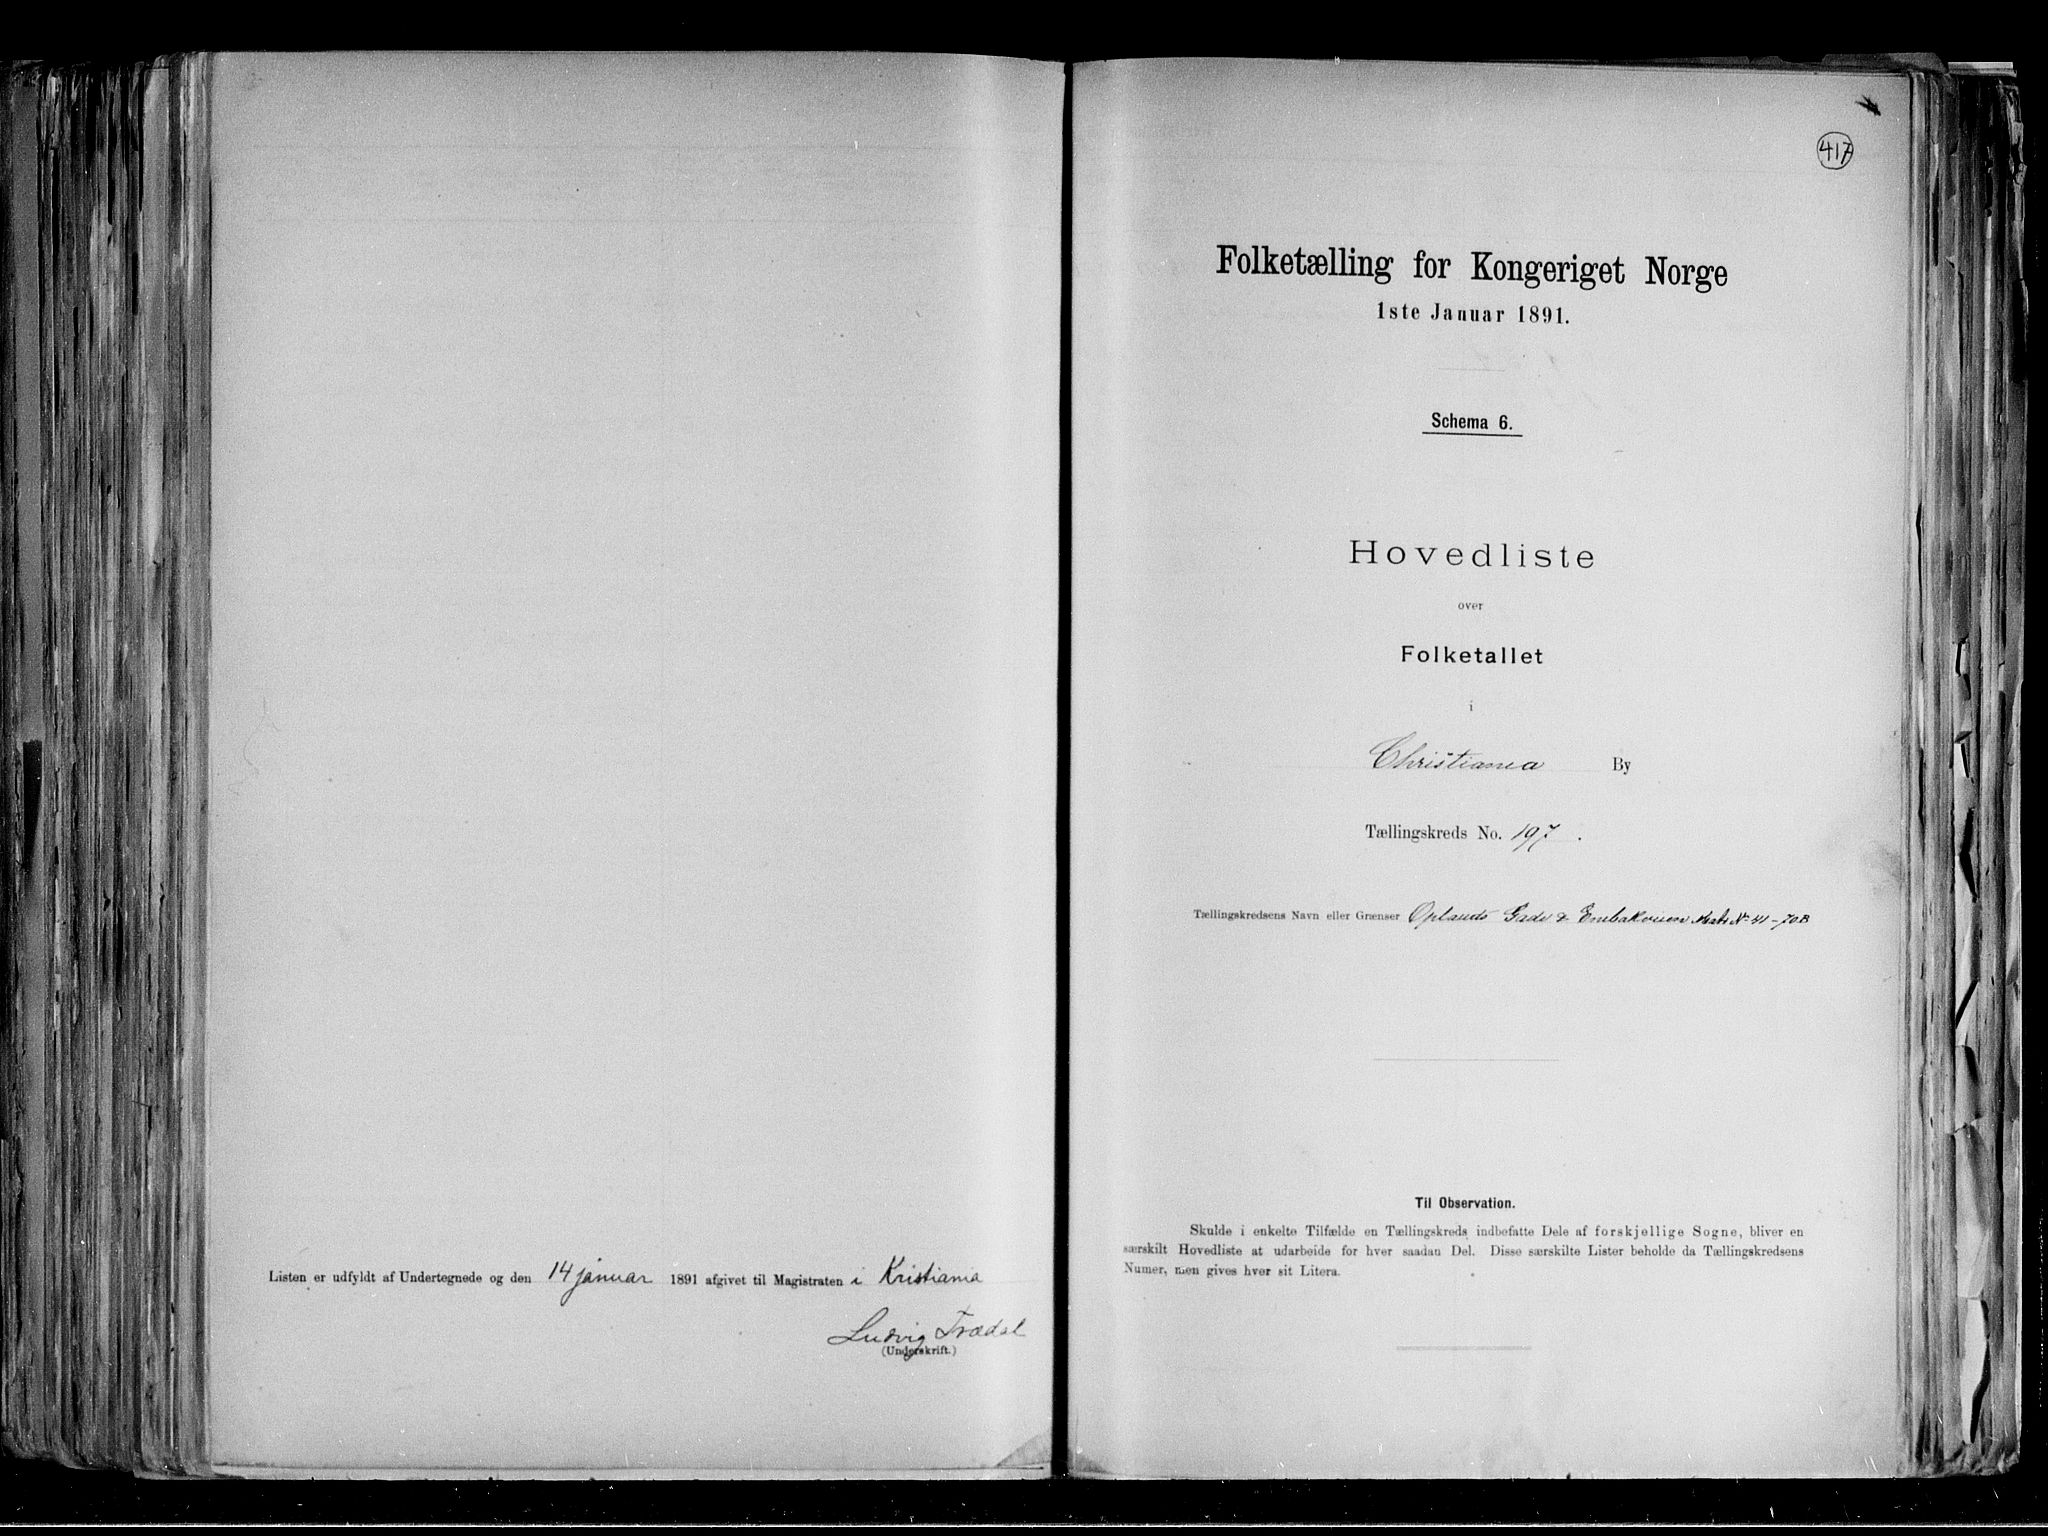 Listen er udfyldt af Undertegnede og den 14 januar 1891 afgivet til Magistraten i Kristiania
Ludvig Trædal
(Underskrift.)
417
Folketælling for Kongeriget Norge
1ste Januar 1891.
Schema 6.
Hovedliste
over
Folketallet
i
Christiania By
Tællingskreds No. 197.
Tællingskredsens Navn eller Grænser Oplands Gade & Enebakveien Matr No 41-70B
Til Observation.
Skulde i enkelte Tilfælde en Tællingskreds indbefatte Dele af forskjellige Sogne, bliver en
særskilt Hovedliste at udarbeide for hver saadan Del. Disse særskilte Lister beholde da Tællingskredsens
Numer, men gives hver sit Litera.